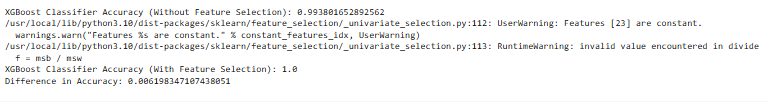 XGBoost Classifier Accuracy (Without Feature Selection): 0.993801652892562
/usr/local/lib/python3.10/dist-packages/sklearn/feature_selection/_univariate_selection.py:112: UserWarning: Features [23] are constant.
  warnings.warn("Features %s are constant." % constant_features_idx, UserWarning)
/usr/local/lib/python3.10/dist-packages/sklearn/feature_selection/_univariate_selection.py:113: RuntimeWarning: invalid value encountered in divide
  f = msb / msw
XGBoost Classifier Accuracy (With Feature Selection): 1.0
Difference in Accuracy: 0.006198347107438051